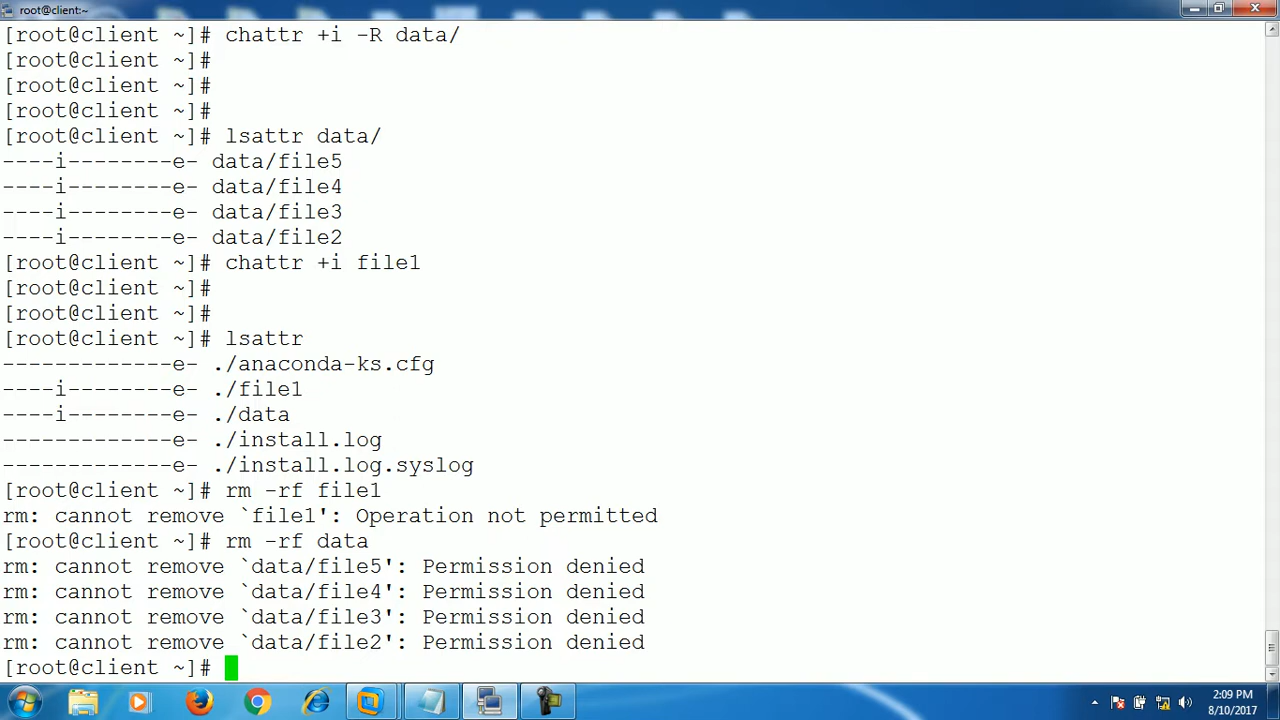 root@client:~
[root@client ~]# chattr +i -R data/
[root@client ~]#
[root@client ~]#
[root@client ~]#
[root@client ~]# lsattr data/
----i--------e- data/file5
----i--------e- data/file4
----i--------e- data/file3
----i--------e- data/file2
[root@client ~]# chattr +i file1
[root@client ~]#
[root@client ~]#
[root@client ~]# lsattr
-------------e- ./anaconda-ks.cfg
----i--------e- ./file1
----i--------e- ./data
-------------e- ./install.log
-------------e- ./install.log.syslog
[root@client ~]# rm -rf file1
rm: cannot remove `file1': Operation not permitted
[root@client ~]# rm -rf data
rm: cannot remove `data/file5': Permission denied
rm: cannot remove `data/file4': Permission denied
rm: cannot remove `data/file3': Permission denied
rm: cannot remove `data/file2': Permission denied
[root@client ~]#
2:09 PM
8/10/2017